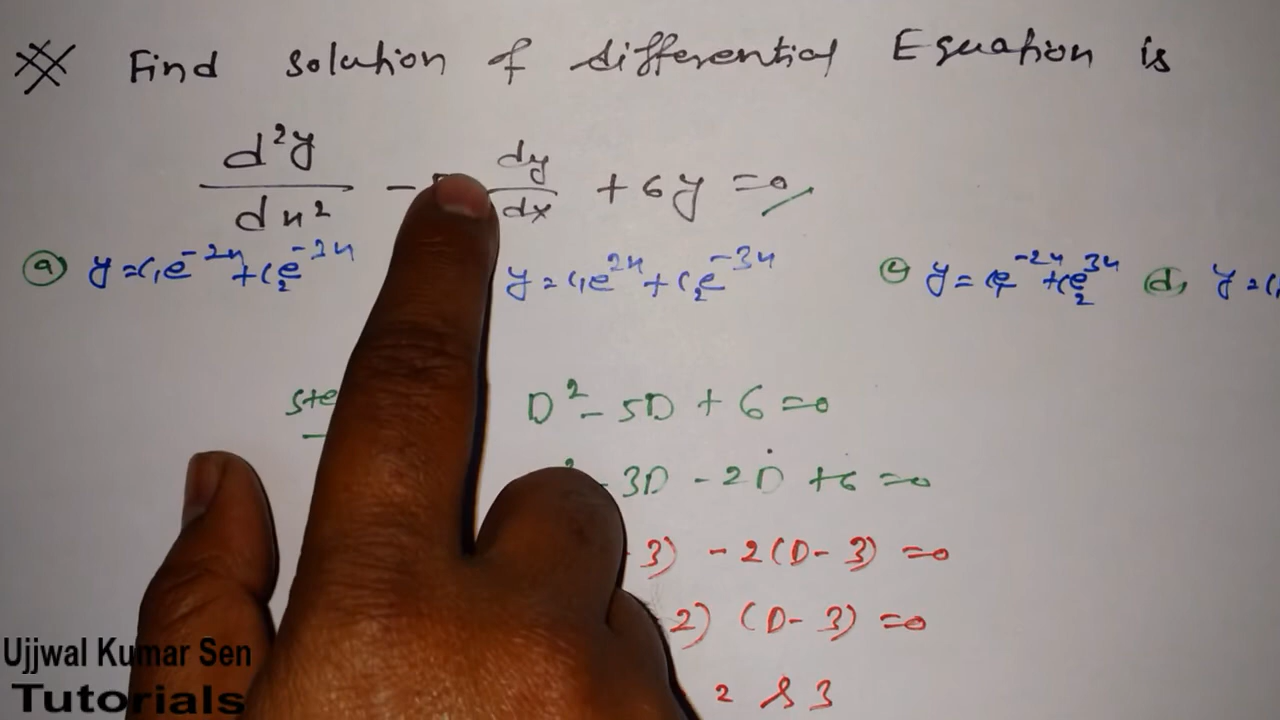 Find solution of differential Equation is
d²y/dx² - dy/dx + 6y = 0
a y = c₁e⁻²ˣ + c₂e⁻³ˣ y = c₁e²ˣ + c₂e⁻³ˣ c y = c₁e⁻²ˣ + c₂e³ˣ d, y = c₁
D² - 5D + 6 = 0
- 3D - 2D + 6 = 0
3) - 2(D - 3) = 0
2) (D - 3) = 0
2 & 3
Ujjwal Kumar Sen
Tutorials